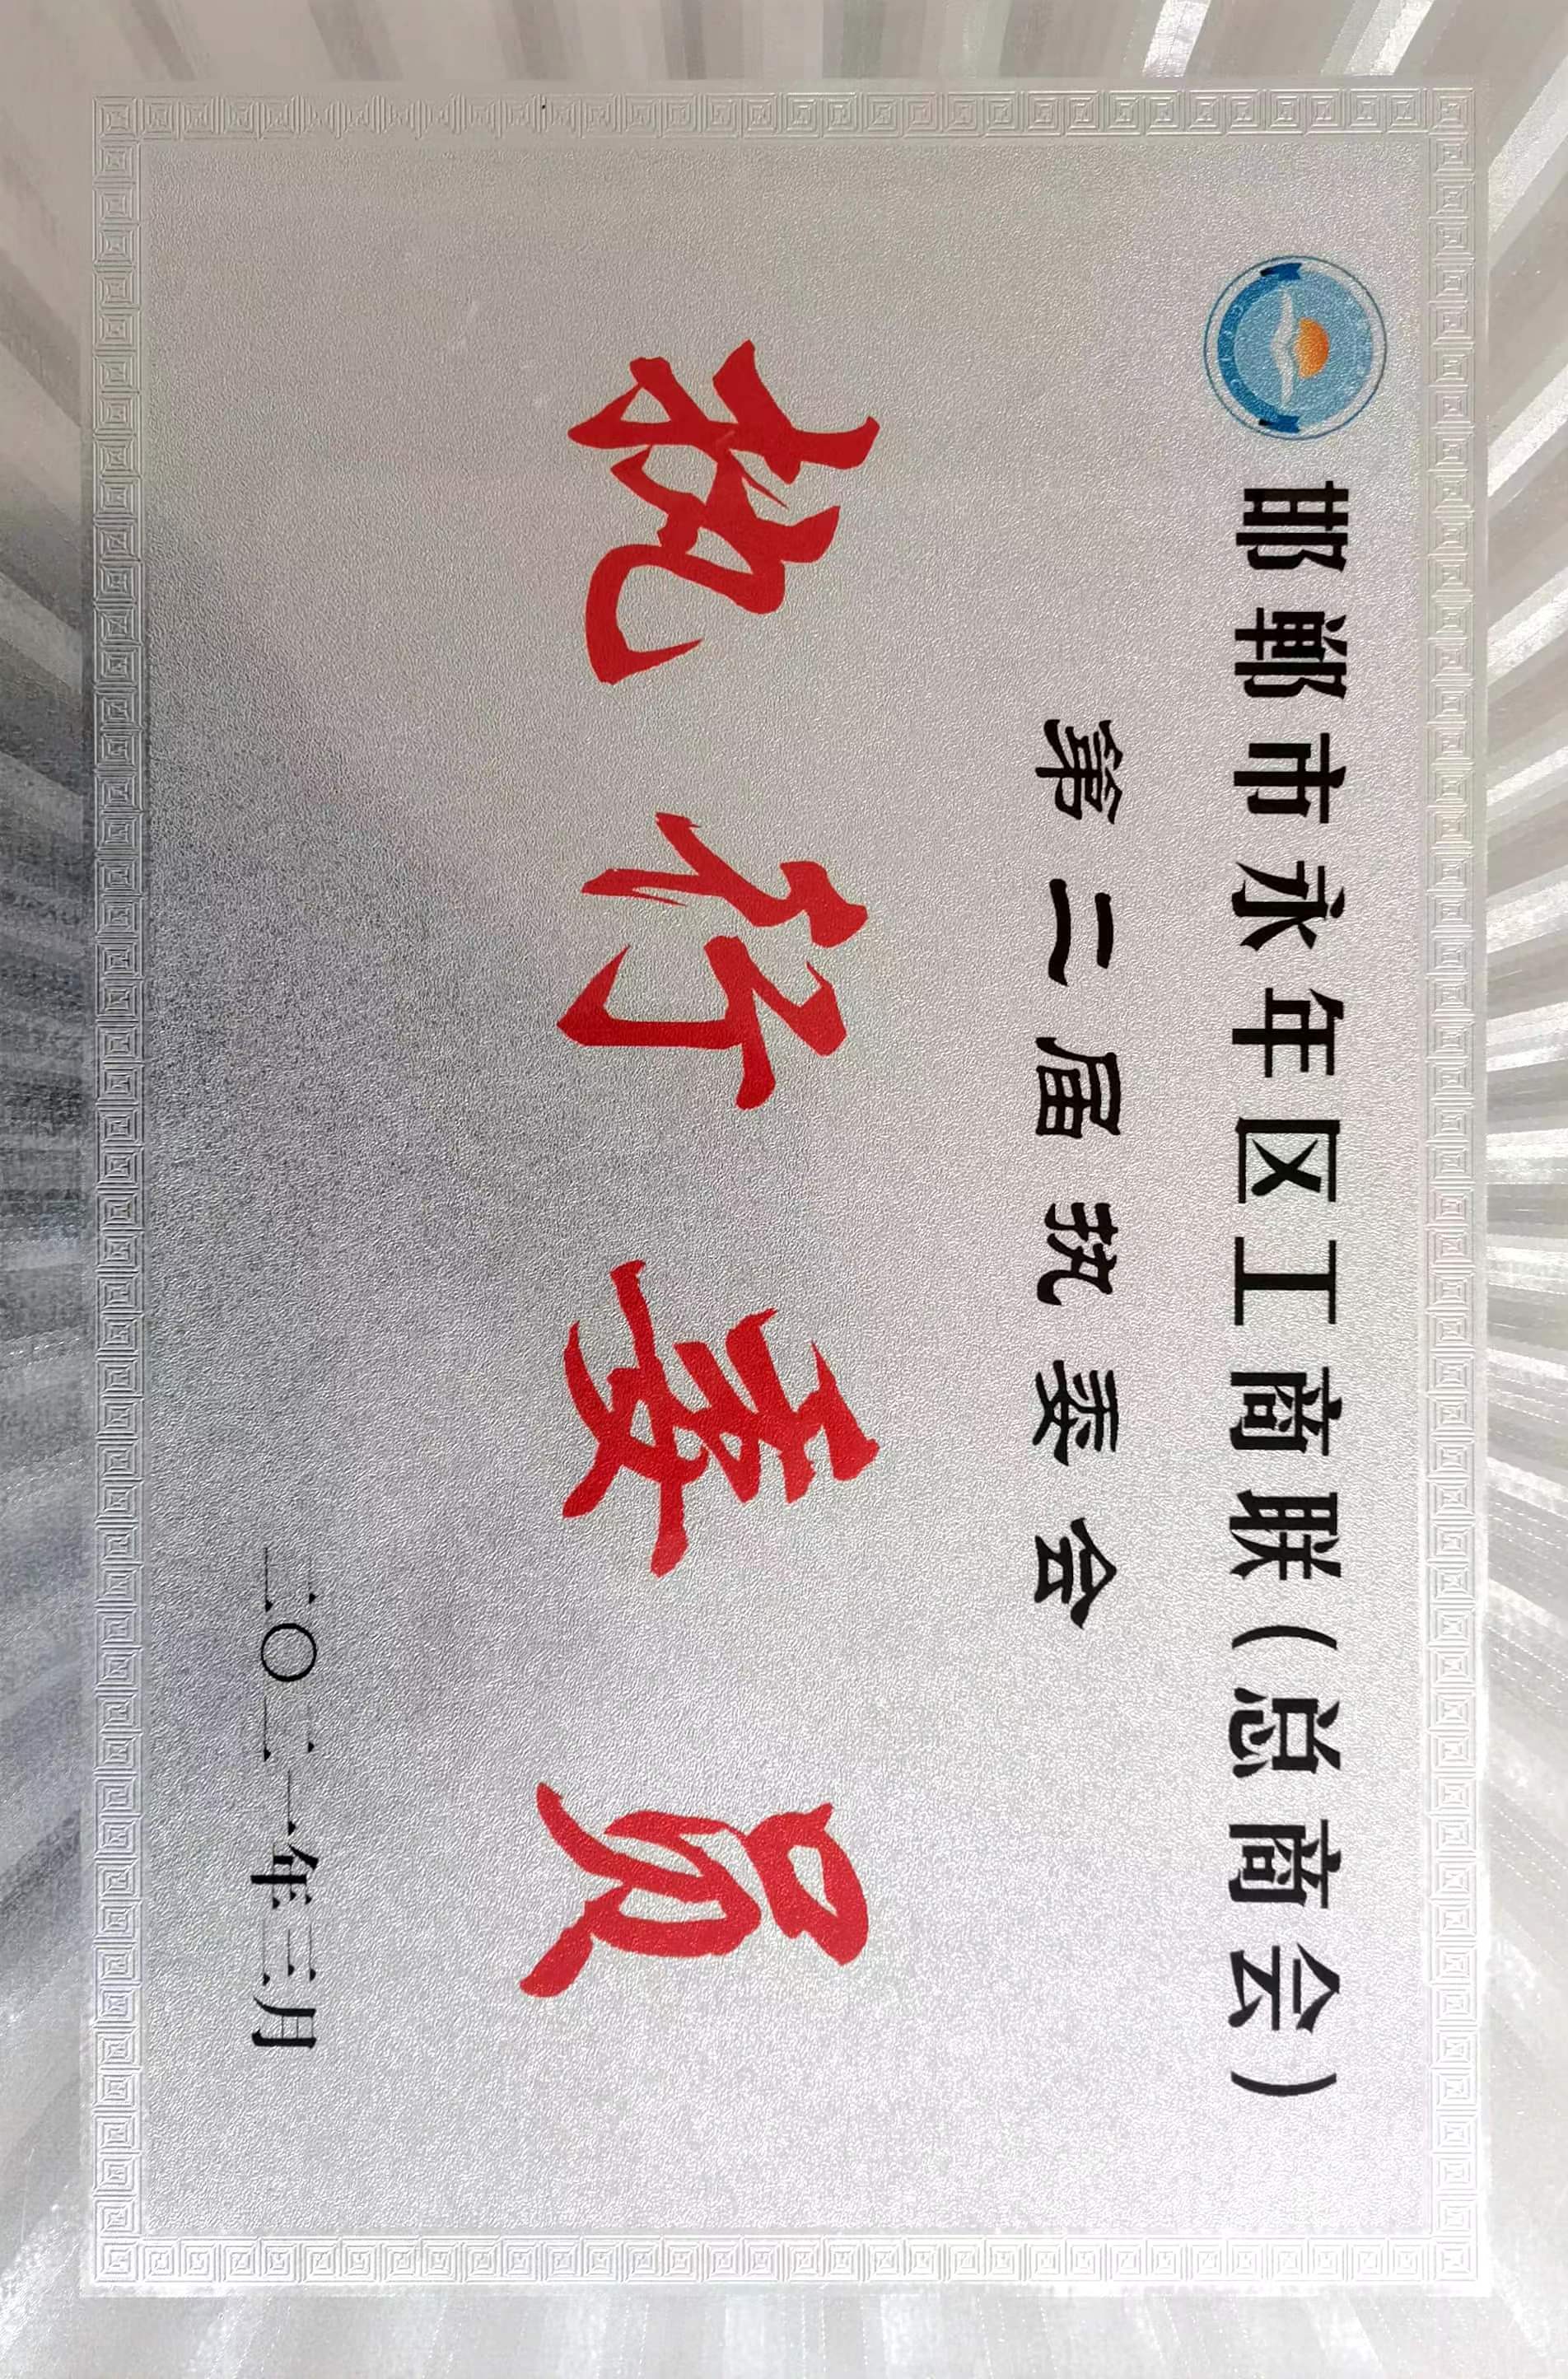 邯郸市永年区工商联(总商会)
第二届执委会
执行委员
二〇二一年三月